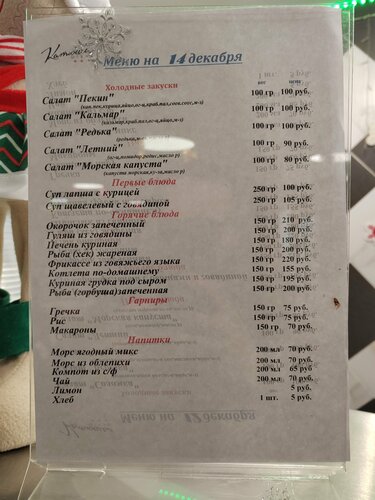 Меню на 14 декабря
вес цена
Холодные закуски
Салат "Пекин" 100 гр 100 руб.
Салат "Кальмар" 100 гр 100 руб.
Салат "Редька" 100 гр 100 руб.
Салат "Летний" 100 гр 90 руб.
Салат "Морская капуста" 100 гр 80 руб.
Первые блюда
Суп лапша с курицей 250 гр 100 руб.
Суп щавелевый с говядиной 250 гр 105 руб.
Горячие блюда
Окорочок запеченный 150 гр 210 руб.
Гуляш из говядины 150 гр 200 руб.
Печень куриная 150 гр 180 руб.
Рыба (хек) жареная 150 гр 200 руб.
Фрикассе из говяжьего языка 150 гр 220 руб.
Котлета по-домашнему 150 гр 155 руб.
Куриная грудка под сыром 150 гр 195 руб.
Рыба (горбуша)запеченная 150 гр 200 руб.
Гарниры
Гречка 150 гр 75 руб.
Рис 150 гр 75 руб.
Макароны 150 гр 70 руб.
Напитки
Морс ягодный микс 200 мл 70 руб.
Морс из облепихи 200 мл 70 руб.
Компот из с/ф 200 мл 65 руб
Чай 200 мл 70 руб.
Лимон 5 руб.
Хлеб 1 шт. 5 руб.
Меню на 12 декабря